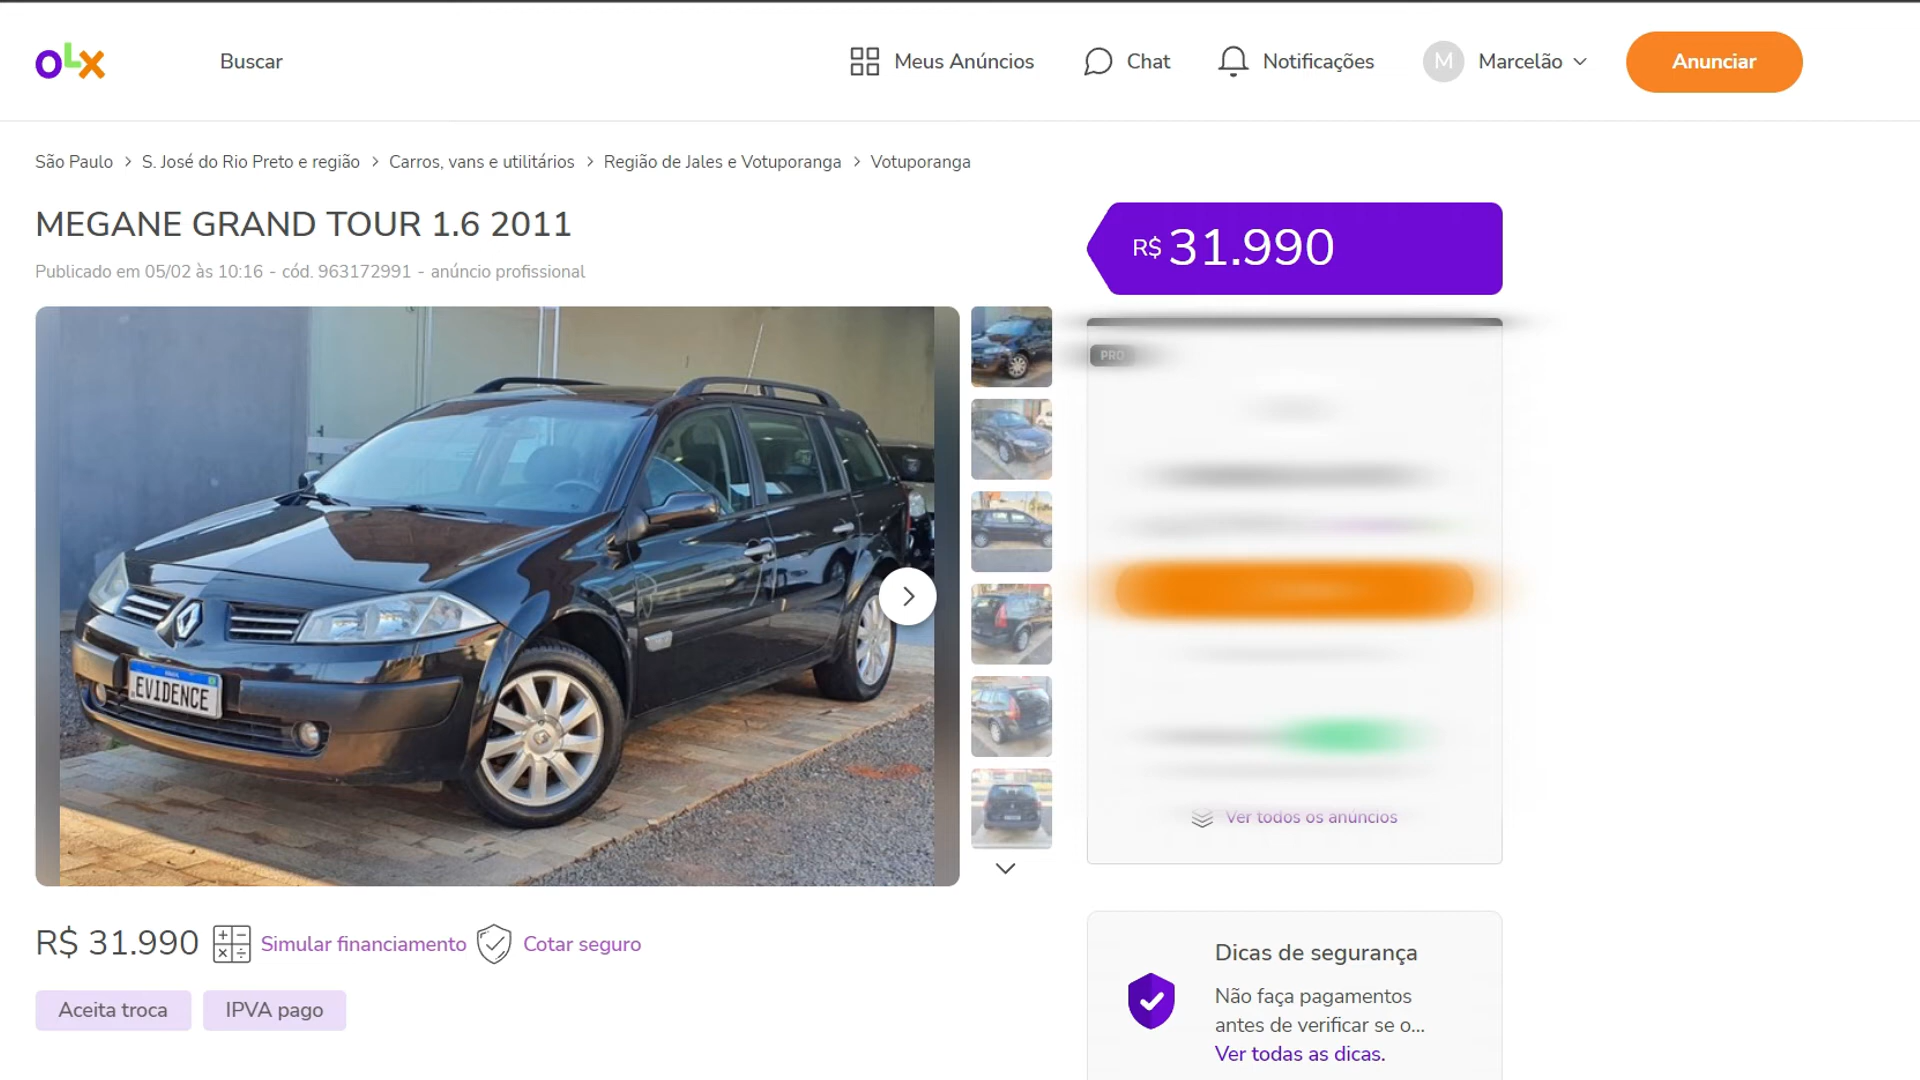 olx
Buscar
Meus Anúncios
Chat
Notificações
M
Marcelão
Anunciar
São Paulo > S. José do Rio Preto e região > Carros, vans e utilitários > Região de Jales e Votuporanga > Votuporanga
MEGANE GRAND TOUR 1.6 2011
Publicado em 05/02 às 10:16 - cód. 963172991 - anúncio profissional
R$ 31.990
PRO
EVIDENCE
Ver todos os anúncios
R$ 31.990
Simular financiamento
Cotar seguro
Aceita troca
IPVA pago
Dicas de segurança
Não faça pagamentos
antes de verificar se o...
Ver todas as dicas.